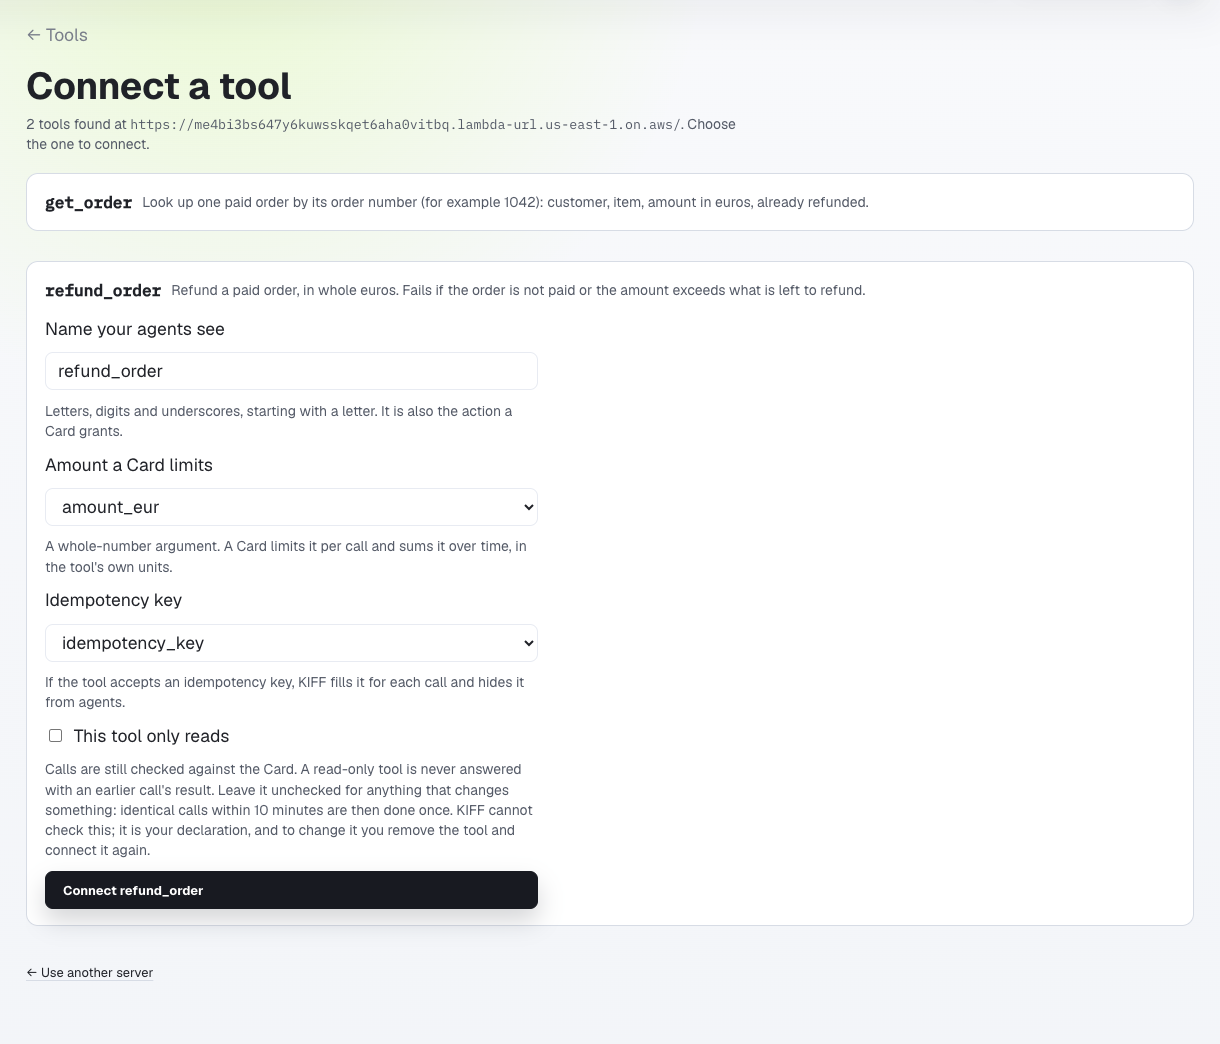 ← Tools
Connect a tool
2 tools found at https://me4bi3bs647y6kuwsskqet6aha0vitbq.lambda-url.us-east-1.on.aws/. Choose
the one to connect.
get_order Look up one paid order by its order number (for example 1042): customer, item, amount in euros, already refunded.
refund_order Refund a paid order, in whole euros. Fails if the order is not paid or the amount exceeds what is left to refund.
Name your agents see
refund_order
Letters, digits and underscores, starting with a letter. It is also the action a
Card grants.
Amount a Card limits
amount_eur
A whole-number argument. A Card limits it per call and sums it over time, in
the tool's own units.
Idempotency key
idempotency_key
If the tool accepts an idempotency key, KIFF fills it for each call and hides it
from agents.
This tool only reads
Calls are still checked against the Card. A read-only tool is never answered
with an earlier call's result. Leave it unchecked for anything that changes
something: identical calls within 10 minutes are then done once. KIFF cannot
check this; it is your declaration, and to change it you remove the tool and
connect it again.
Connect refund_order
← Use another server